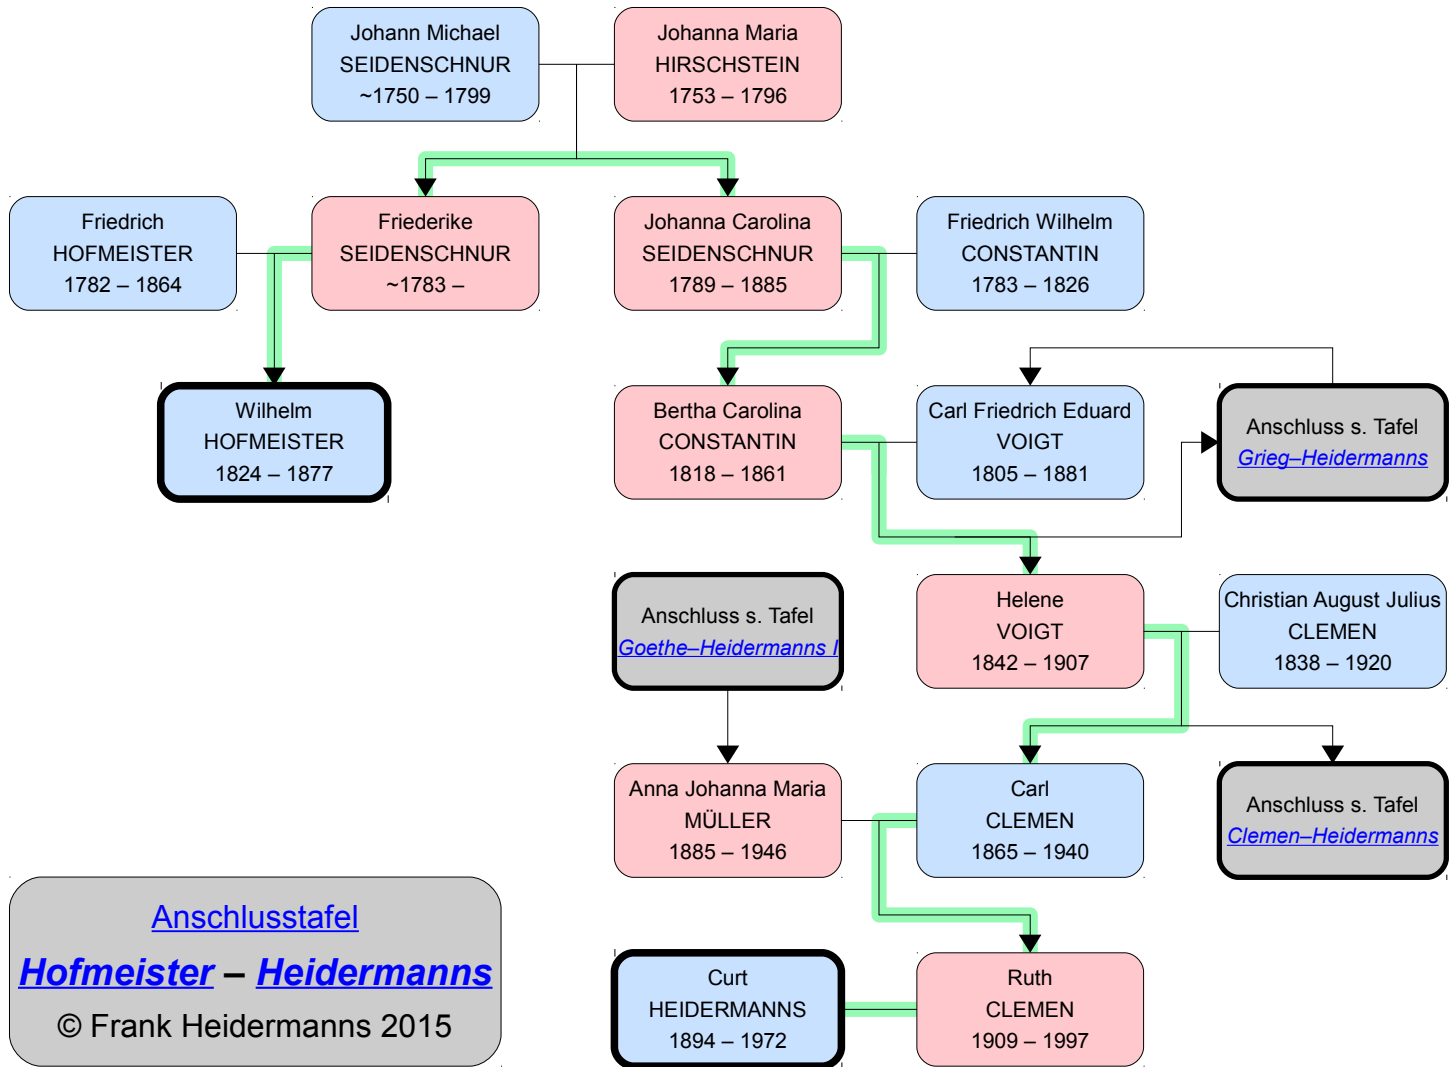 Johann Michael
SEIDENSCHNUR
~1750 – 1799
Johanna Maria
HIRSCHSTEIN
1753 – 1796
Friedrich
HOFMEISTER
1782 – 1864
Friederike
SEIDENSCHNUR
~1783 –
Johanna Carolina
SEIDENSCHNUR
1789 – 1885
Friedrich Wilhelm
CONSTANTIN
1783 – 1826
Wilhelm
HOFMEISTER
1824 – 1877
Bertha Carolina
CONSTANTIN
1818 – 1861
Carl Friedrich Eduard
VOIGT
1805 – 1881
Anschluss s. Tafel
Grieg–Heidermanns
Anschluss s. Tafel
Goethe–Heidermanns I
Helene
VOIGT
1842 – 1907
Christian August Julius
CLEMEN
1838 – 1920
Anna Johanna Maria
MÜLLER
1885 – 1946
Carl
CLEMEN
1865 – 1940
Anschluss s. Tafel
Clemen–Heidermanns
Anschlusstafel
Hofmeister – Heidermanns
© Frank Heidermanns 2015
Curt
HEIDERMANNS
1894 – 1972
Ruth
CLEMEN
1909 – 1997